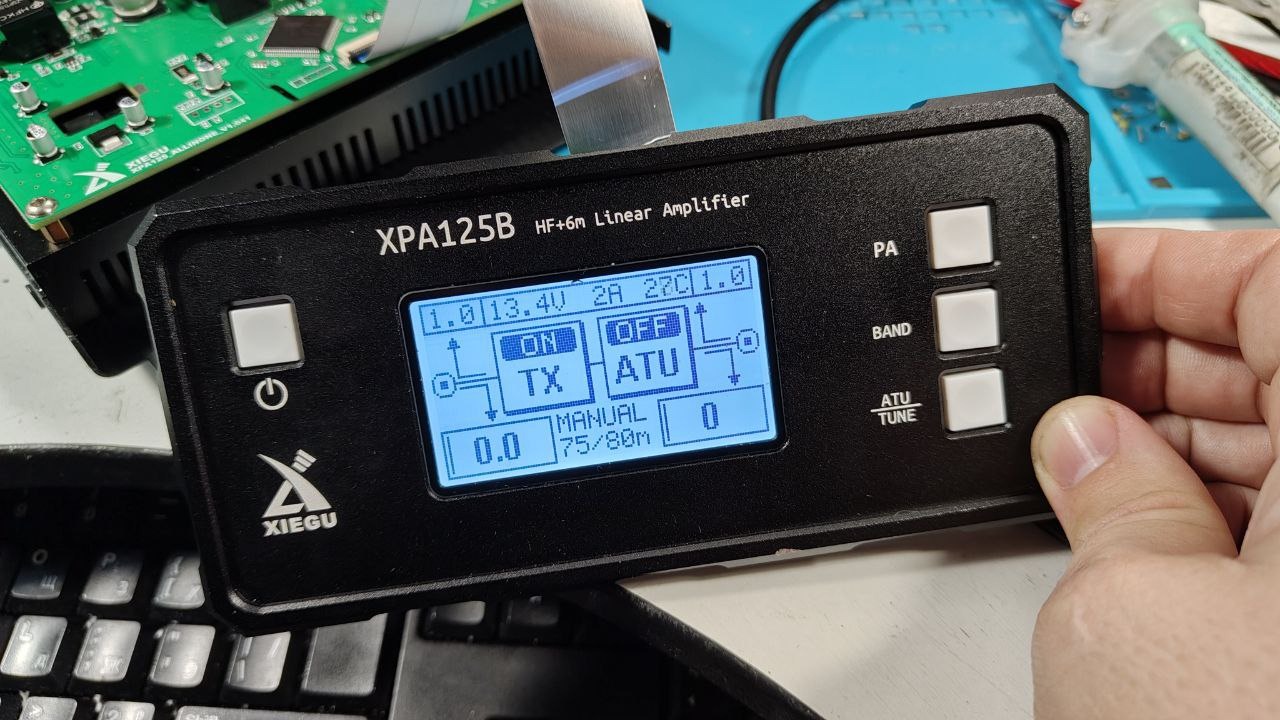 XIEGU
XPA125B HF+6m Linear Amplifier
1.0 13.4V 2A 27C 1.0
ON OFF
TX ATU
MANUAL
0.0 75/80m 0
PA
BAND
ATU
TUNE
XIEGU